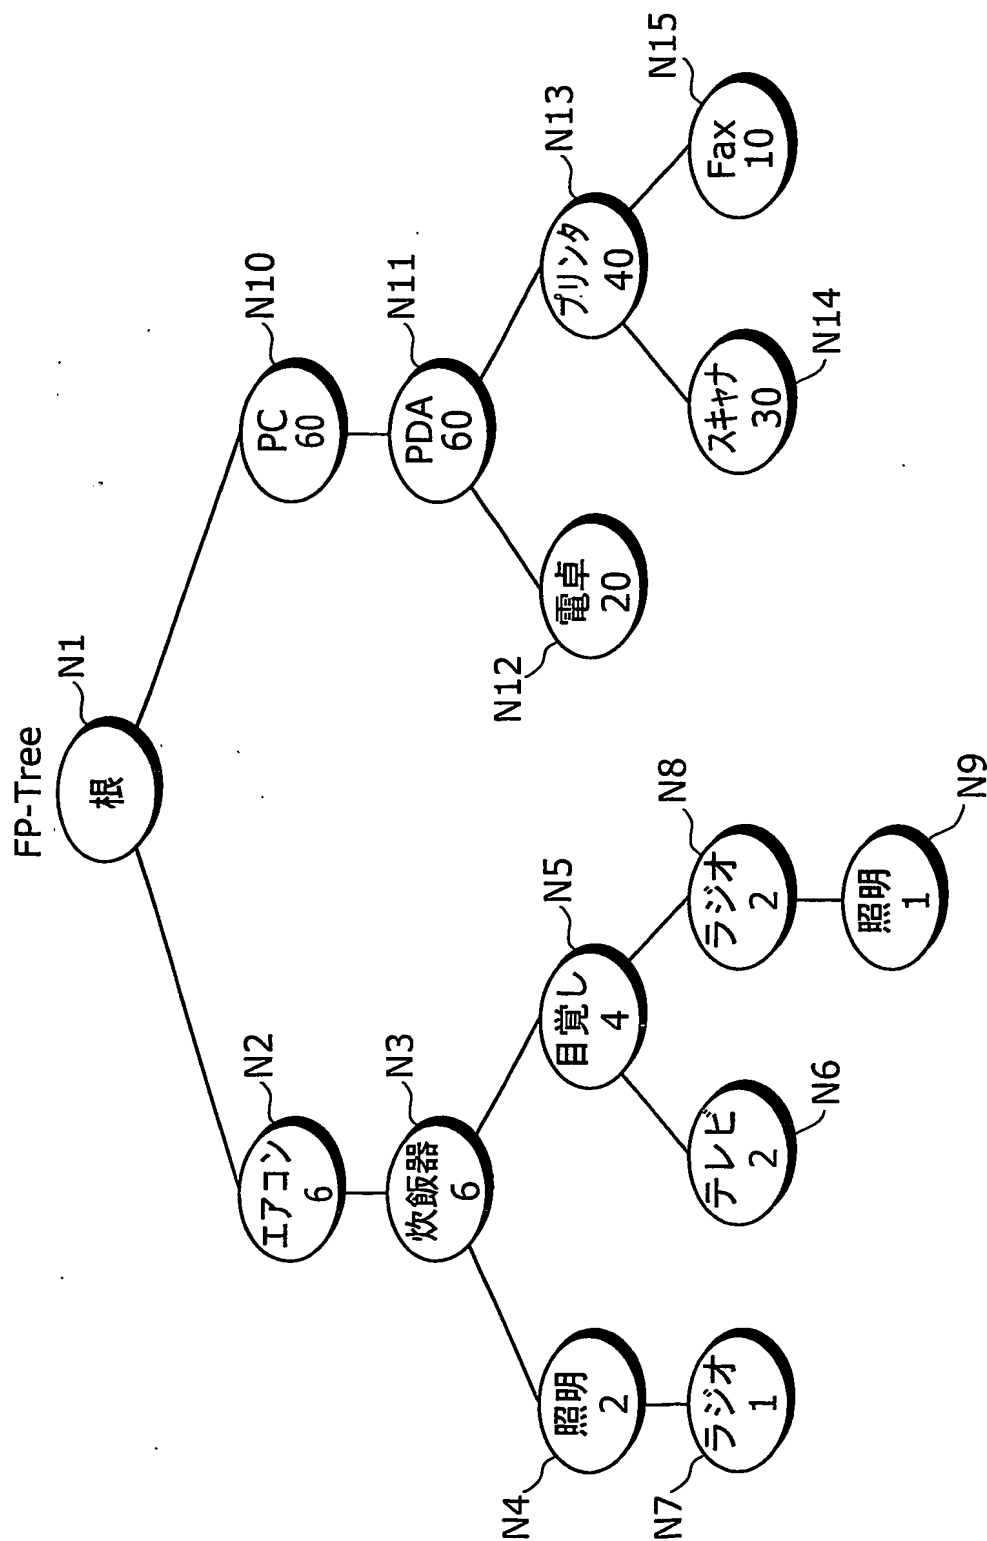 FP-Tree
根
N1
エアコン
6
N2
PC
60
N10
炊飯器
6
N3
PDA
60
N11
N4
照明
2
目覚し
4
N5
N12
電卓
20
プリンタ
40
N13
N7
ラジオ
1
テレビ
2
N6
ラジオ
2
N8
スキャナ
30
N14
Fax
10
N15
照明
1
N9